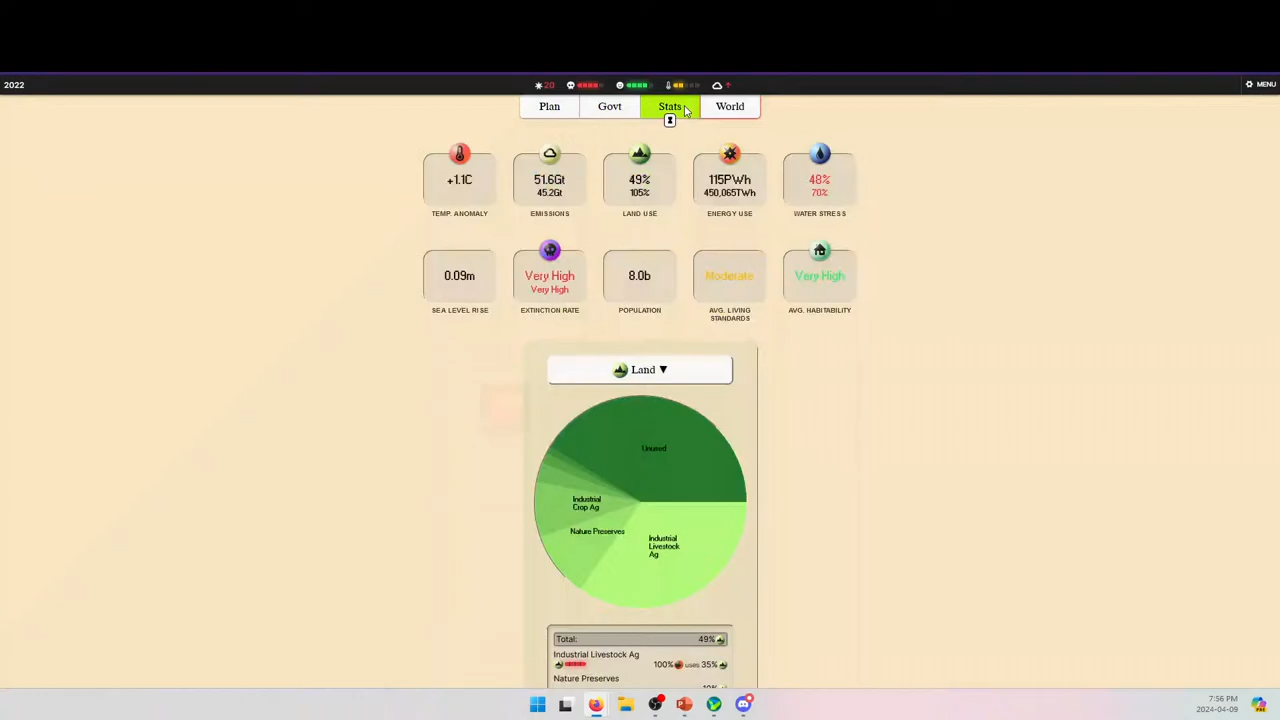 2022
20
MENU
Plan
Govt
Stats
World
+1.1C
51.6Gt
45.2Gt
49%
105%
115PWh
450,065TWh
48%
70%
TEMP. ANOMALY
EMISSIONS
LAND USE
ENERGY USE
WATER STRESS
0.09m
Very High
Very High
8.0b
Moderate
Very High
SEA LEVEL RISE
EXTINCTION RATE
POPULATION
AVG. LIVING
STANDARDS
AVG. HABITABILITY
Land ▼
Unused
Industrial
Crop Ag
Nature Preserves
Industrial
Livestock
Ag
Total: 49%
Industrial Livestock Ag
100% uses 35%
Nature Preserves
7:56 PM
2024-04-09